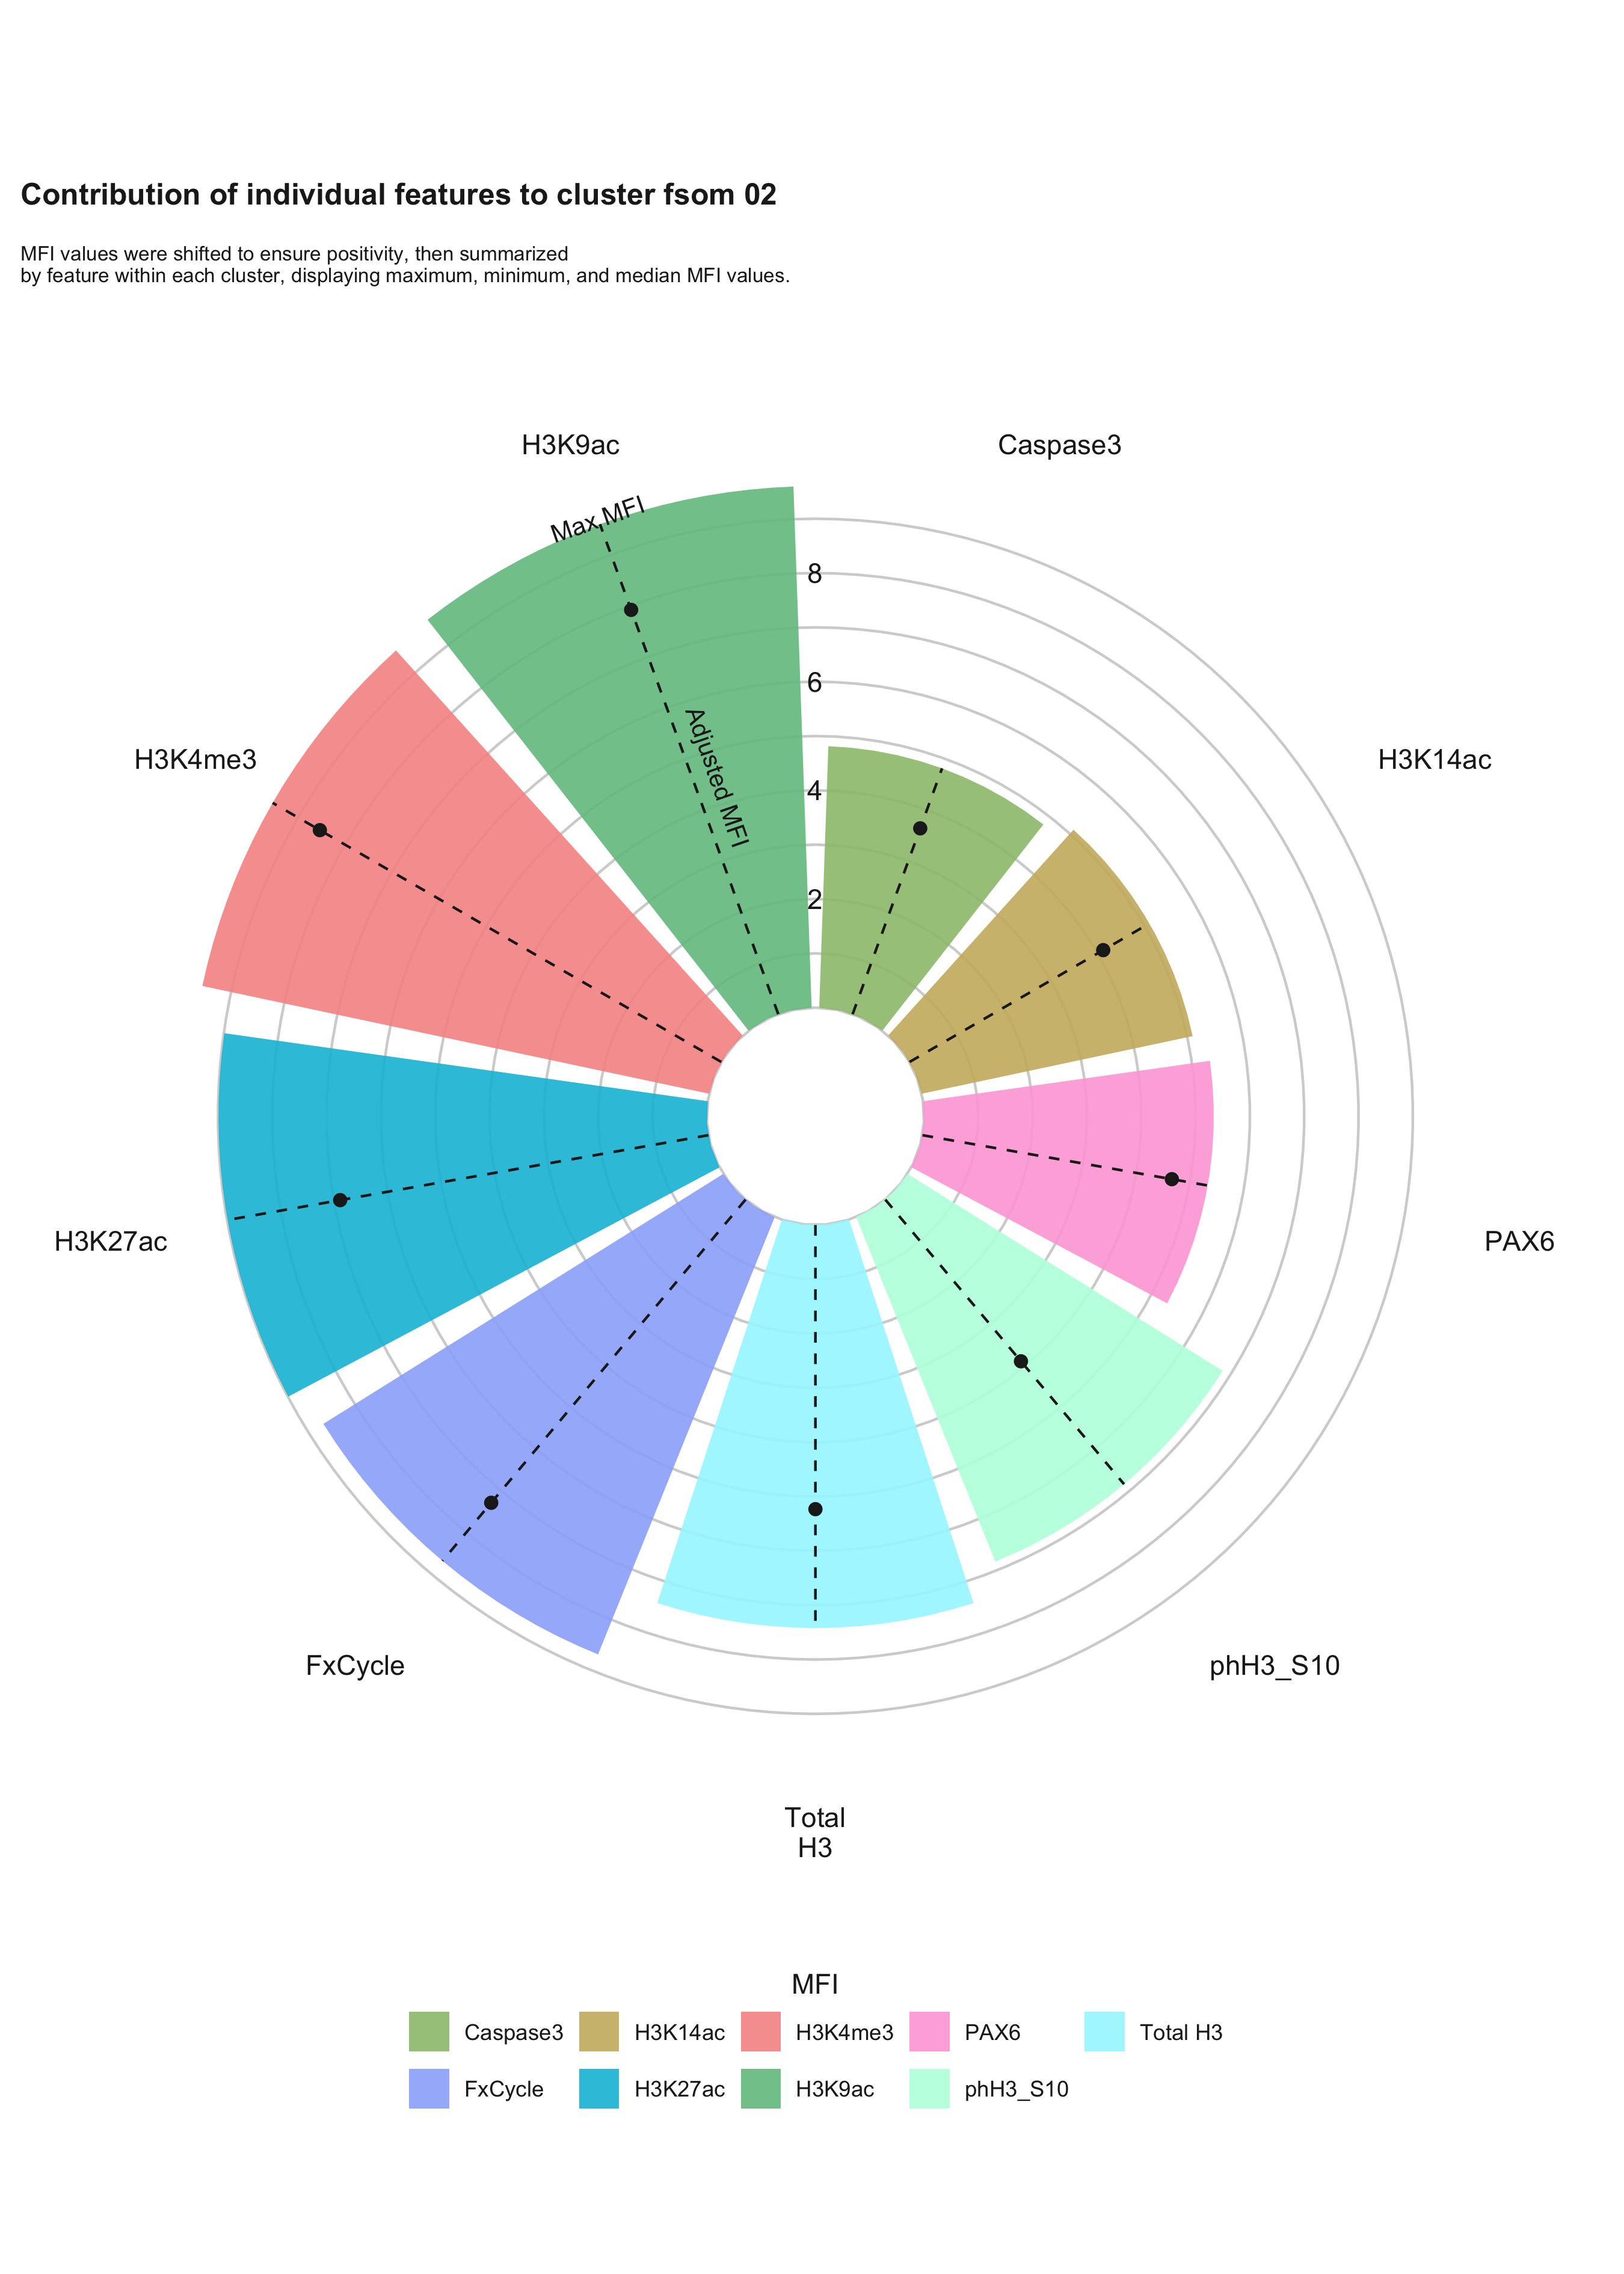 Contribution of individual features to cluster fsom 02
MFI values were shifted to ensure positivity, then summarized
by feature within each cluster, displaying maximum, minimum, and median MFI values.
H3K9ac
Caspase3
Max MFI
8
6
Adjusted MFI
4
2
H3K4me3
H3K14ac
H3K27ac
PAX6
FxCycle
phH3_S10
Total
H3
MFI
Caspase3
H3K14ac
H3K4me3
PAX6
Total H3
FxCycle
H3K27ac
H3K9ac
phH3_S10